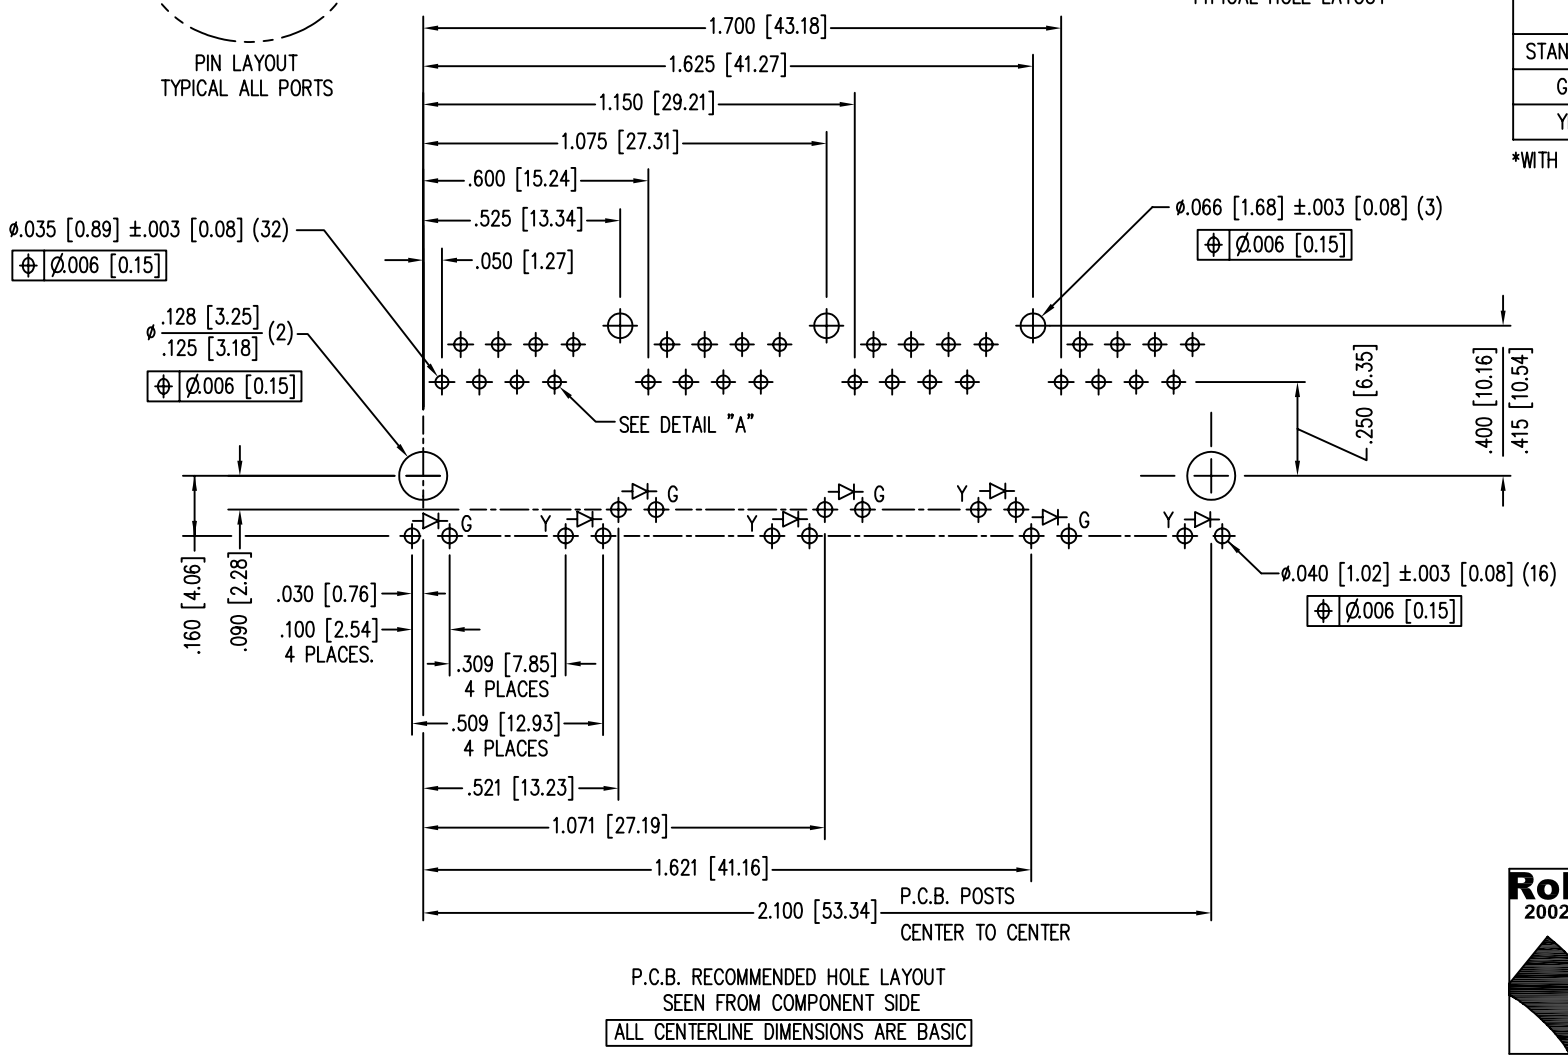 TYPICAL HOLE LAYOUT
PIN LAYOUT
TYPICAL ALL PORTS
1.700 [43.18]
1.625 [41.27]
1.150 [29.21]
1.075 [27.31]
.600 [15.24]
.525 [13.34]
.050 [1.27]
STAN
G
Y
*WITH
ø.035 [0.89] ±.003 [0.08] (32)
⌖ Ø.006 [0.15]
ø.066 [1.68] ±.003 [0.08] (3)
⌖ Ø.006 [0.15]
ø .128 [3.25]
.125 [3.18] (2)
⌖ Ø.006 [0.15]
SEE DETAIL "A"
.250 [6.35]
.400 [10.16]
.415 [10.54]
G
Y
G
Y
G
Y
G
Y
.160 [4.06]
.090 [2.28]
.030 [0.76]
.100 [2.54]
4 PLACES.
.309 [7.85]
4 PLACES
.509 [12.93]
4 PLACES
ø.040 [1.02] ±.003 [0.08] (16)
⌖ Ø.006 [0.15]
.521 [13.23]
1.071 [27.19]
1.621 [41.16]
2.100 [53.34] P.C.B. POSTS
CENTER TO CENTER
P.C.B. RECOMMENDED HOLE LAYOUT
SEEN FROM COMPONENT SIDE
ALL CENTERLINE DIMENSIONS ARE BASIC
2002